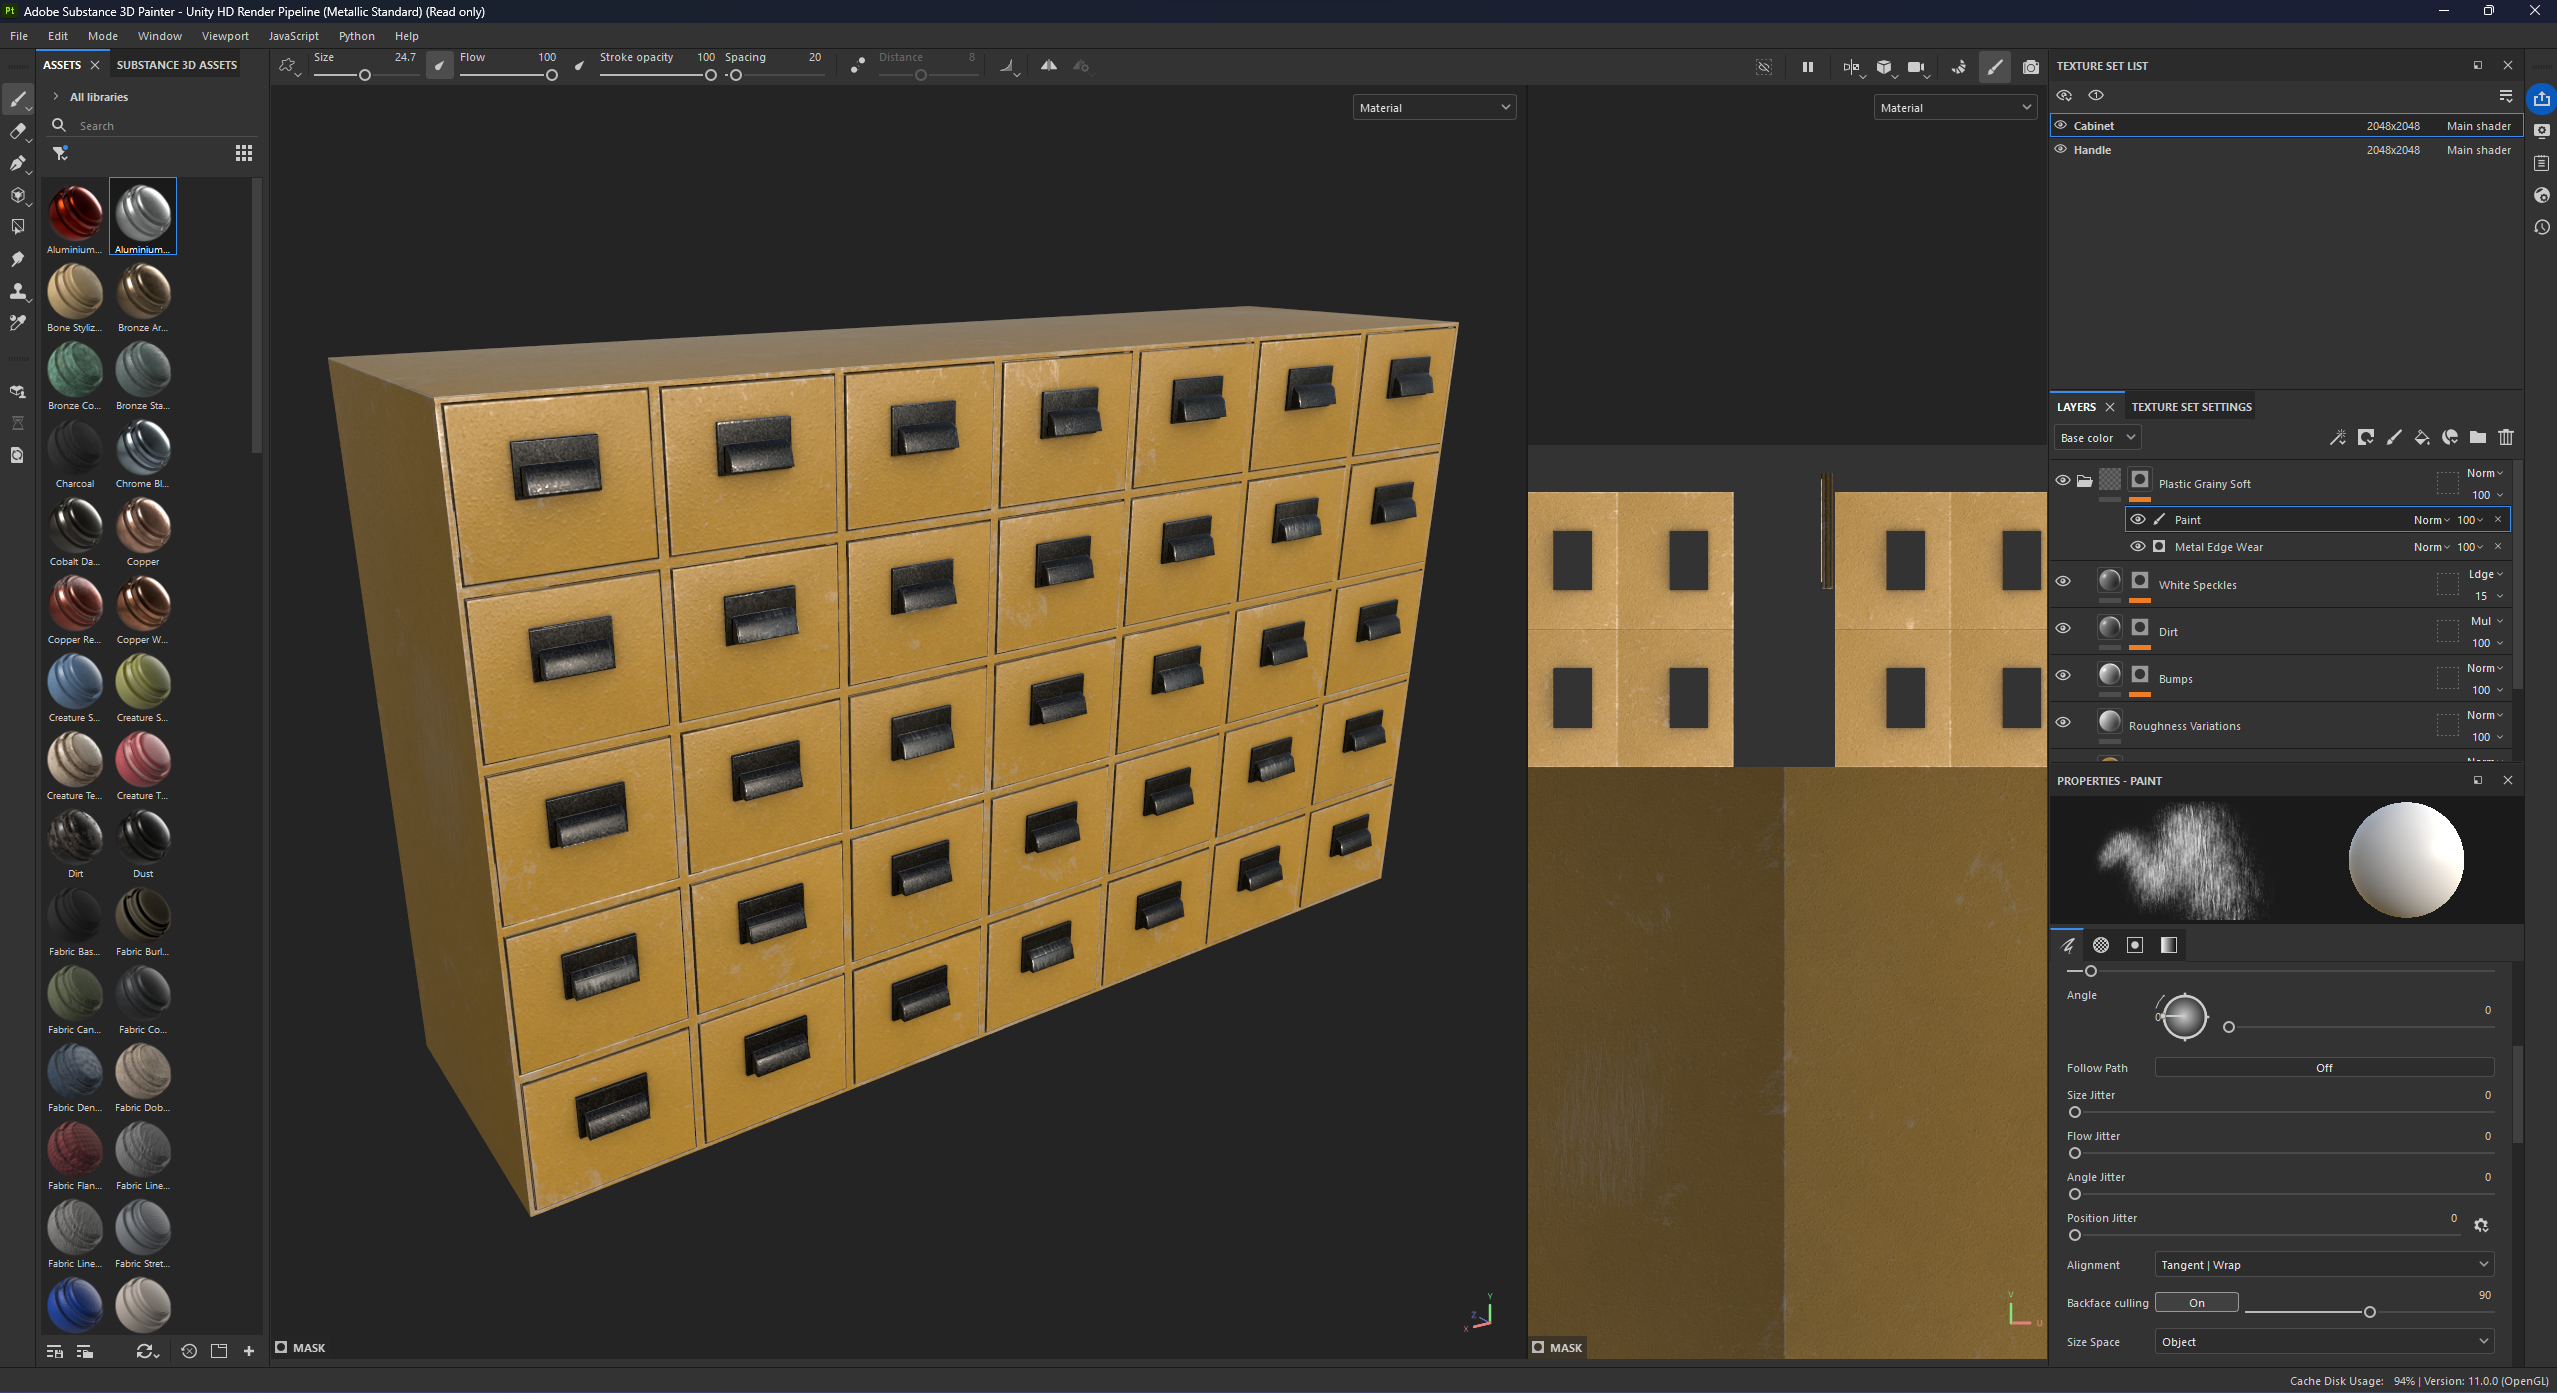 Pt Adobe Substance 3D Painter - Unity HD Render Pipeline (Metallic Standard) (Read only)
File Edit Mode Window Viewport JavaScript Python Help
ASSETS SUBSTANCE 3D ASSETS
Size 24.7 Flow 100 Stroke opacity 100 Spacing 20 Distance 8
All libraries
Search
Aluminium... Aluminium...
Bone Styliz... Bronze Ar...
Bronze Co... Bronze Sta...
Charcoal Chrome Bl...
Cobalt Da... Copper
Copper Re... Copper W...
Creature S... Creature S...
Creature Te... Creature T...
Dirt Dust
Fabric Bas... Fabric Burl...
Fabric Can... Fabric Co...
Fabric Den... Fabric Dob...
Fabric Flan... Fabric Line...
Fabric Line... Fabric Stret...
Material
Y
Z
X
MASK
Material
V
U
MASK
TEXTURE SET LIST
Cabinet 2048x2048 Main shader
Handle 2048x2048 Main shader
LAYERS TEXTURE SET SETTINGS
Base color
Plastic Grainy Soft Norm 100
Paint Norm 100
Metal Edge Wear Norm 100
White Speckles Ldge 15
Dirt Mul 100
Bumps Norm 100
Roughness Variations Norm 100
PROPERTIES - PAINT
Angle 0 0
Follow Path Off
Size Jitter 0
Flow Jitter 0
Angle Jitter 0
Position Jitter 0
Alignment Tangent | Wrap
Backface culling On 90
Size Space Object
Cache Disk Usage: 94% | Version: 11.0.0 (OpenGL)